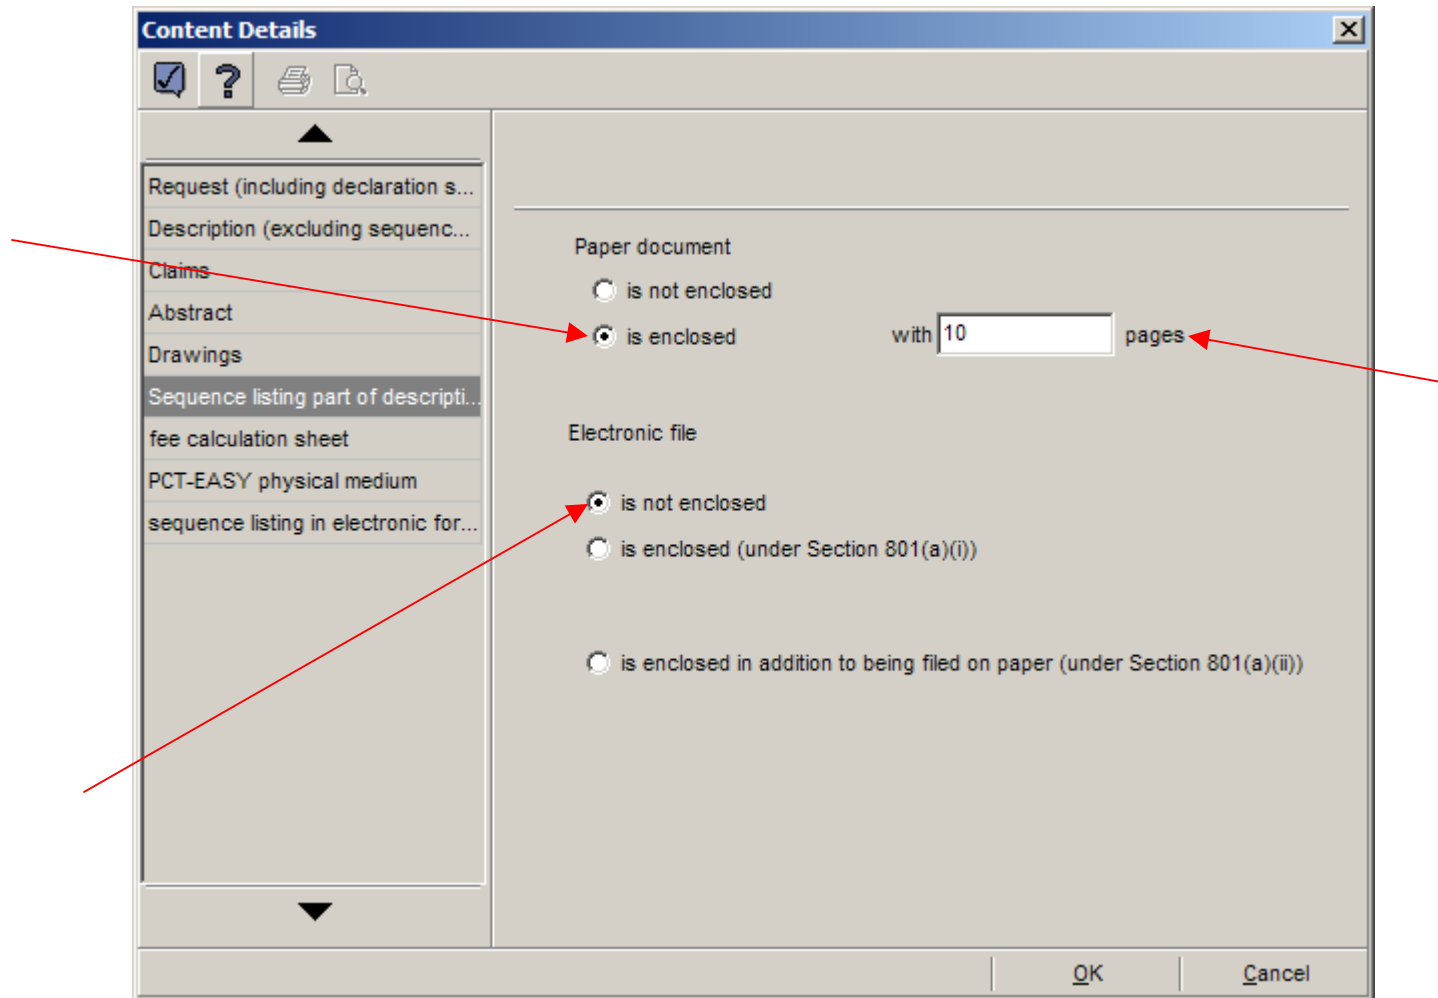 Content Details
Request (including declaration s...
Description (excluding sequenc...
Claims
Abstract
Drawings
Sequence listing part of descripti...
fee calculation sheet
PCT-EASY physical medium
sequence listing in electronic for...
Paper document
is not enclosed
is enclosed with 10 pages
Electronic file
is not enclosed
is enclosed (under Section 801(a)(i))
is enclosed in addition to being filed on paper (under Section 801(a)(ii))
OK Cancel